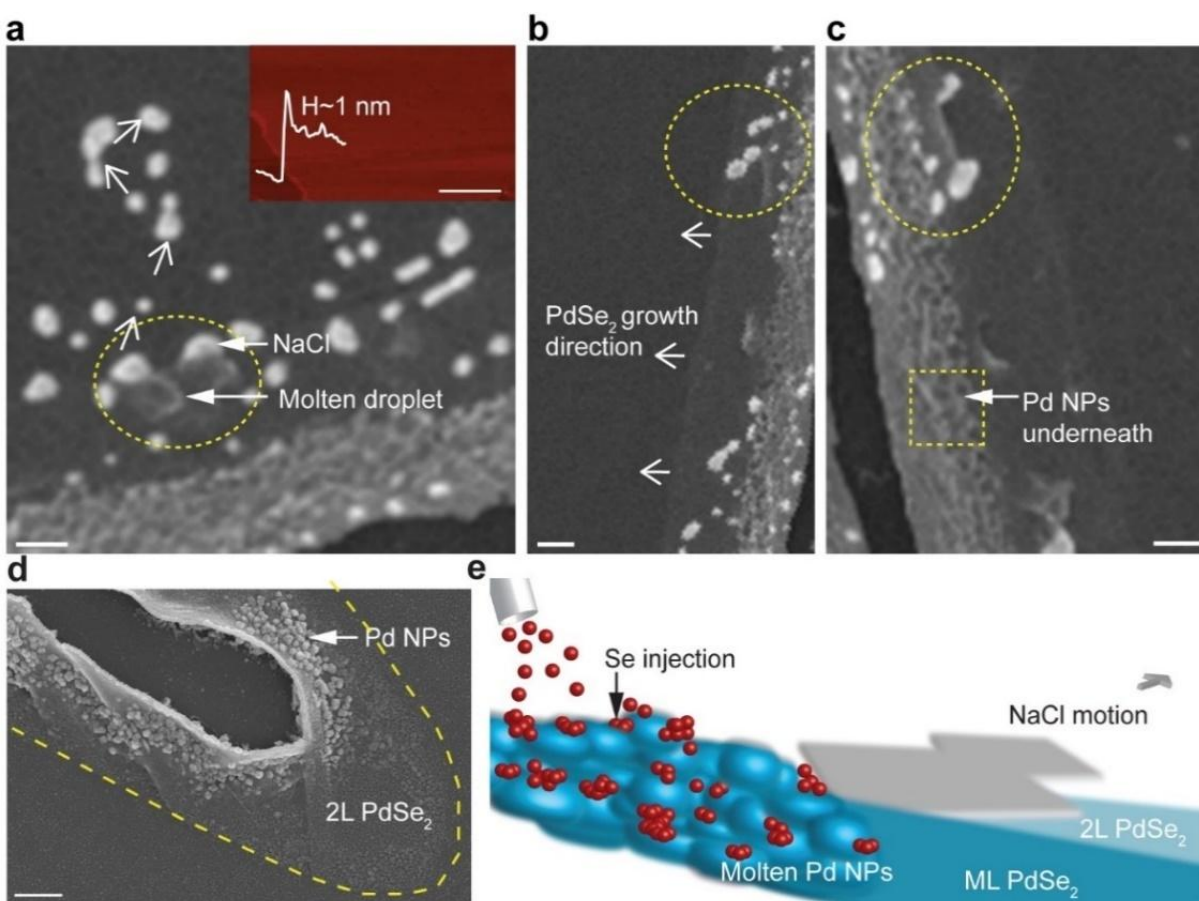 a
H~1 nm
NaCl
Molten droplet
b
PdSe₂ growth
direction
c
Pd NPs
underneath
d
Pd NPs
2L PdSe₂
e
Se injection
NaCl motion
2L PdSe₂
Molten Pd NPs
ML PdSe₂